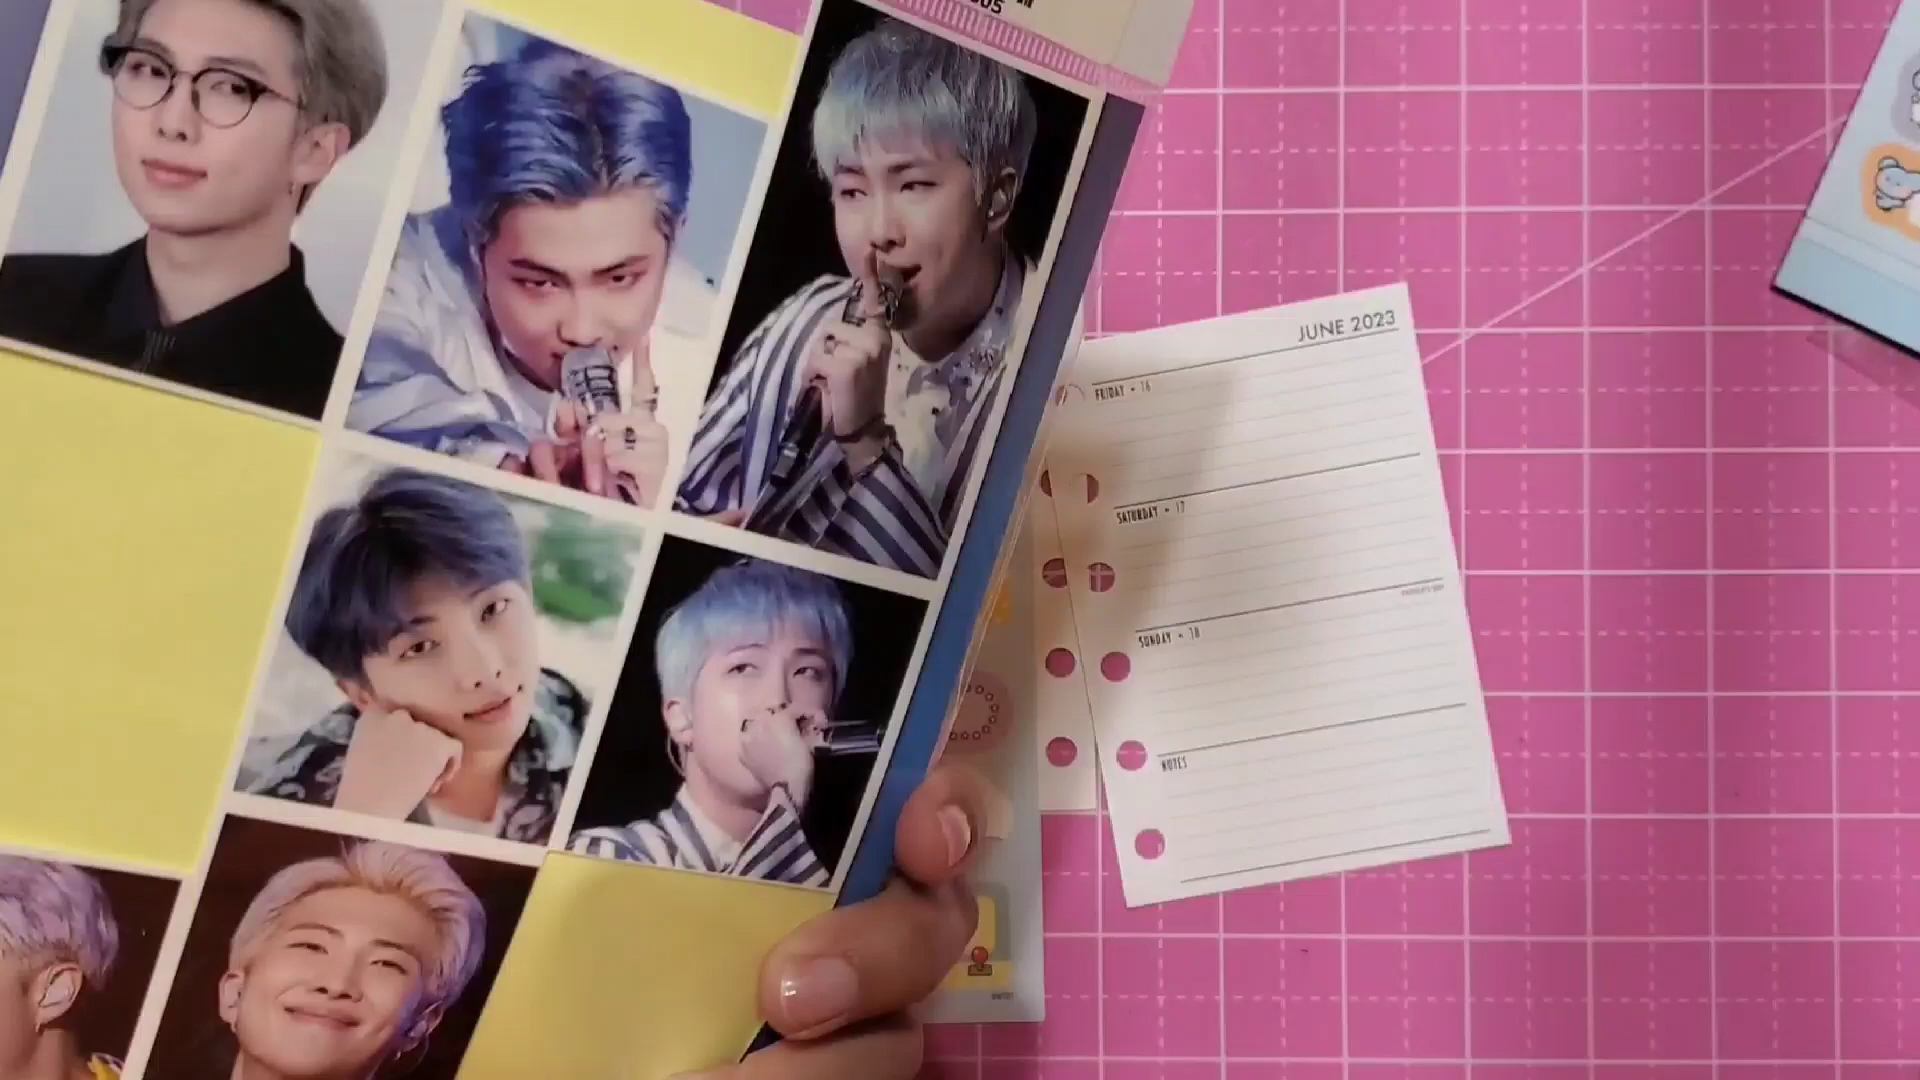 JUNE 2023
FRIDAY - 16
SATURDAY - 17
SUNDAY - 18
NOTES